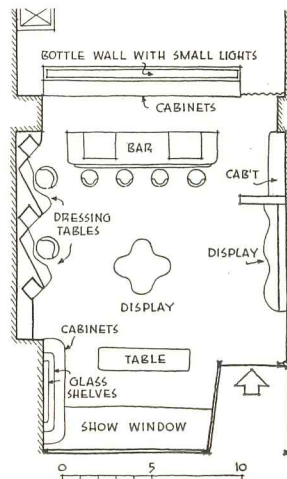 BOTTLE WALL WITH SMALL LIGHTS
CABINETS
BAR
CAB'T
DRESSING
TABLES
DISPLAY
DISPLAY
CABINETS
TABLE
GLASS
SHELVES
SHOW WINDOW
0 5 10